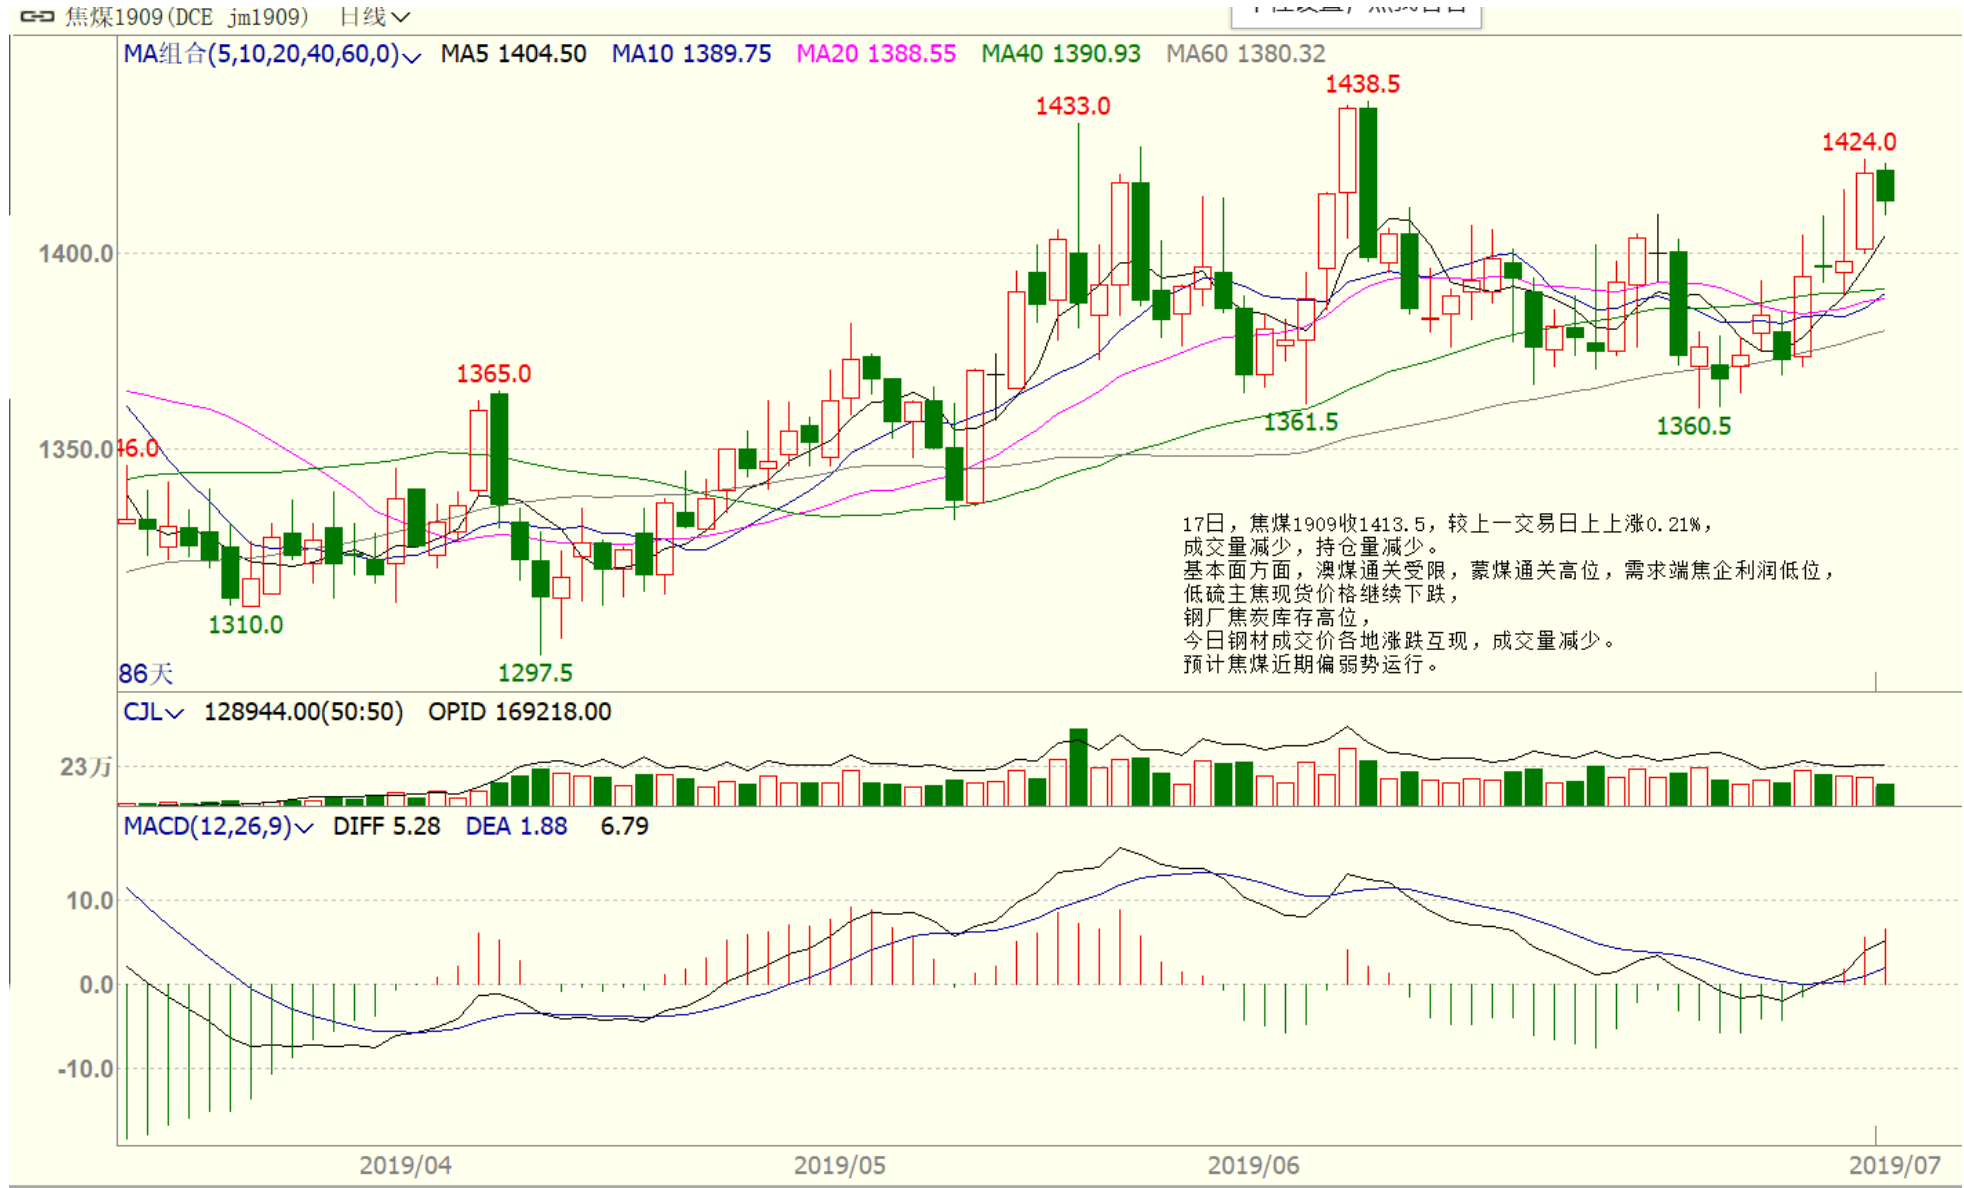 焦煤1909(DCE jm1909) 日线
MA组合(5,10,20,40,60,0) MA5 1404.50 MA10 1389.75 MA20 1388.55 MA40 1390.93 MA60 1380.32
1438.5
1433.0
1424.0
1400.0
1365.0
1361.5
1360.5
1350.0
46.0
1310.0
1297.5
17日，焦煤1909收1413.5，较上一交易日上上涨0.21%，
成交量减少，持仓量减少。
基本面方面，澳煤通关受限，蒙煤通关高位，需求端焦企利润低位，
低硫主焦现货价格继续下跌，
钢厂焦炭库存高位，
今日钢材成交价各地涨跌互现，成交量减少。
预计焦煤近期偏弱势运行。
86天
CJL 128944.00(50:50) OPID 169218.00
23万
MACD(12,26,9) DIFF 5.28 DEA 1.88 6.79
10.0
0.0
-10.0
2019/04 2019/05 2019/06 2019/07